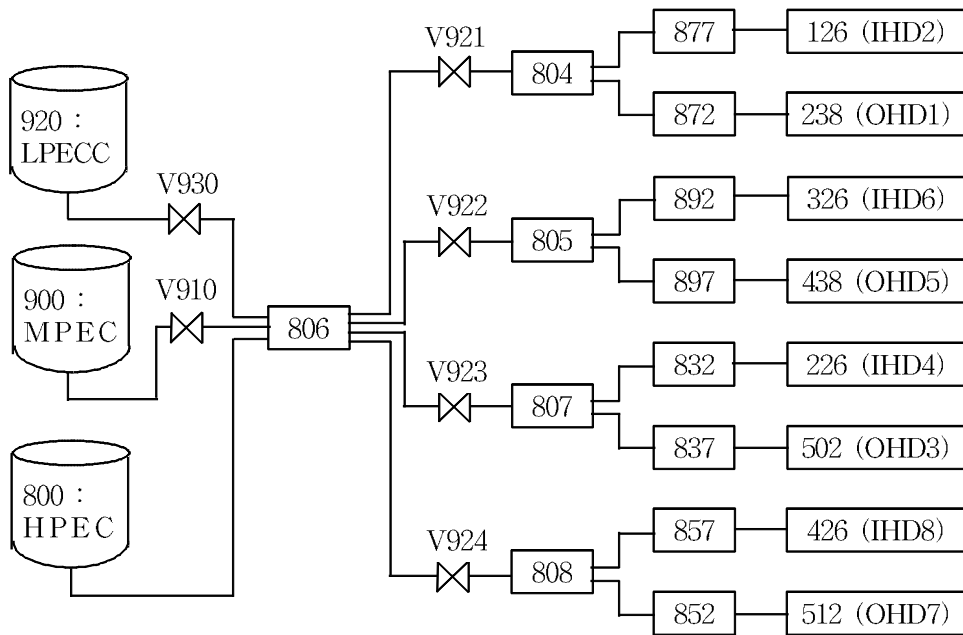 V921
877
126 (IHD2)
804
872
238 (OHD1)
920 :
LPECC
V930
V922
892
326 (IHD6)
805
897
438 (OHD5)
900 :
MPEC
V910
806
V923
832
226 (IHD4)
807
837
502 (OHD3)
800 :
HPEC
V924
857
426 (IHD8)
808
852
512 (OHD7)